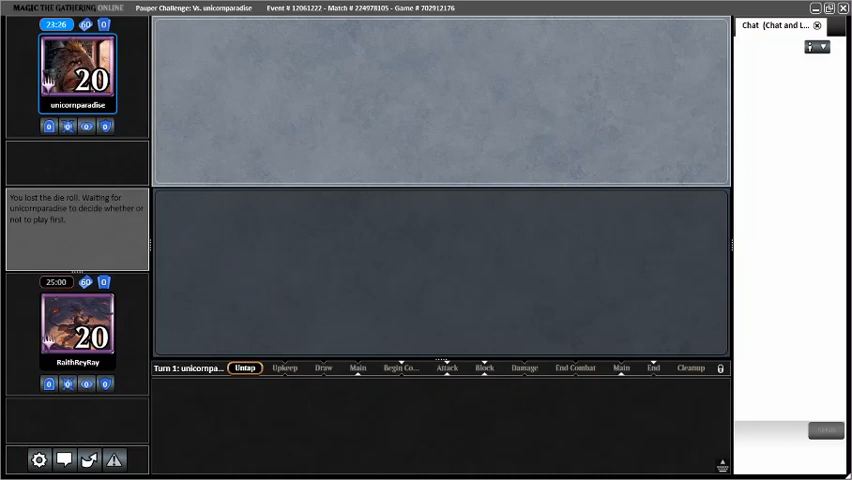 MAGIC THE GATHERING ONLINE
Pauper Challenge: Vs. unicornparadise
Event # 12061222 - Match # 224978105 - Game # 702912176
23:26
60
0
20
unicornparadise
0
0
0
0
You lost the die roll. Waiting for
unicornparadise to decide whether or
not to play first.
25:00
60
0
20
RaithReyRay
0
0
0
0
Turn 1: unicornpa...
Untap
Upkeep
Draw
Main
Begin Co...
Attack
Block
Damage
End Combat
Main
End
Cleanup
Chat (Chat and L...